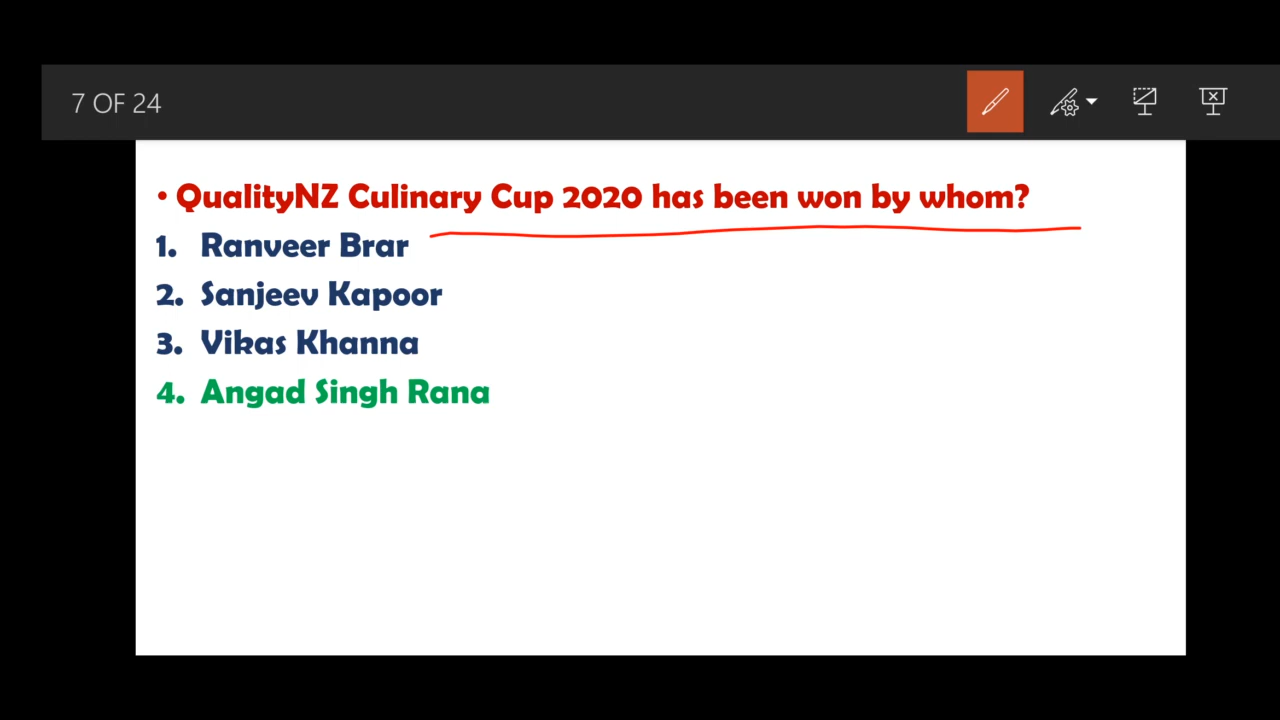 7 OF 24
• QualityNZ Culinary Cup 2020 has been won by whom?
1. Ranveer Brar
2. Sanjeev Kapoor
3. Vikas Khanna
4. Angad Singh Rana